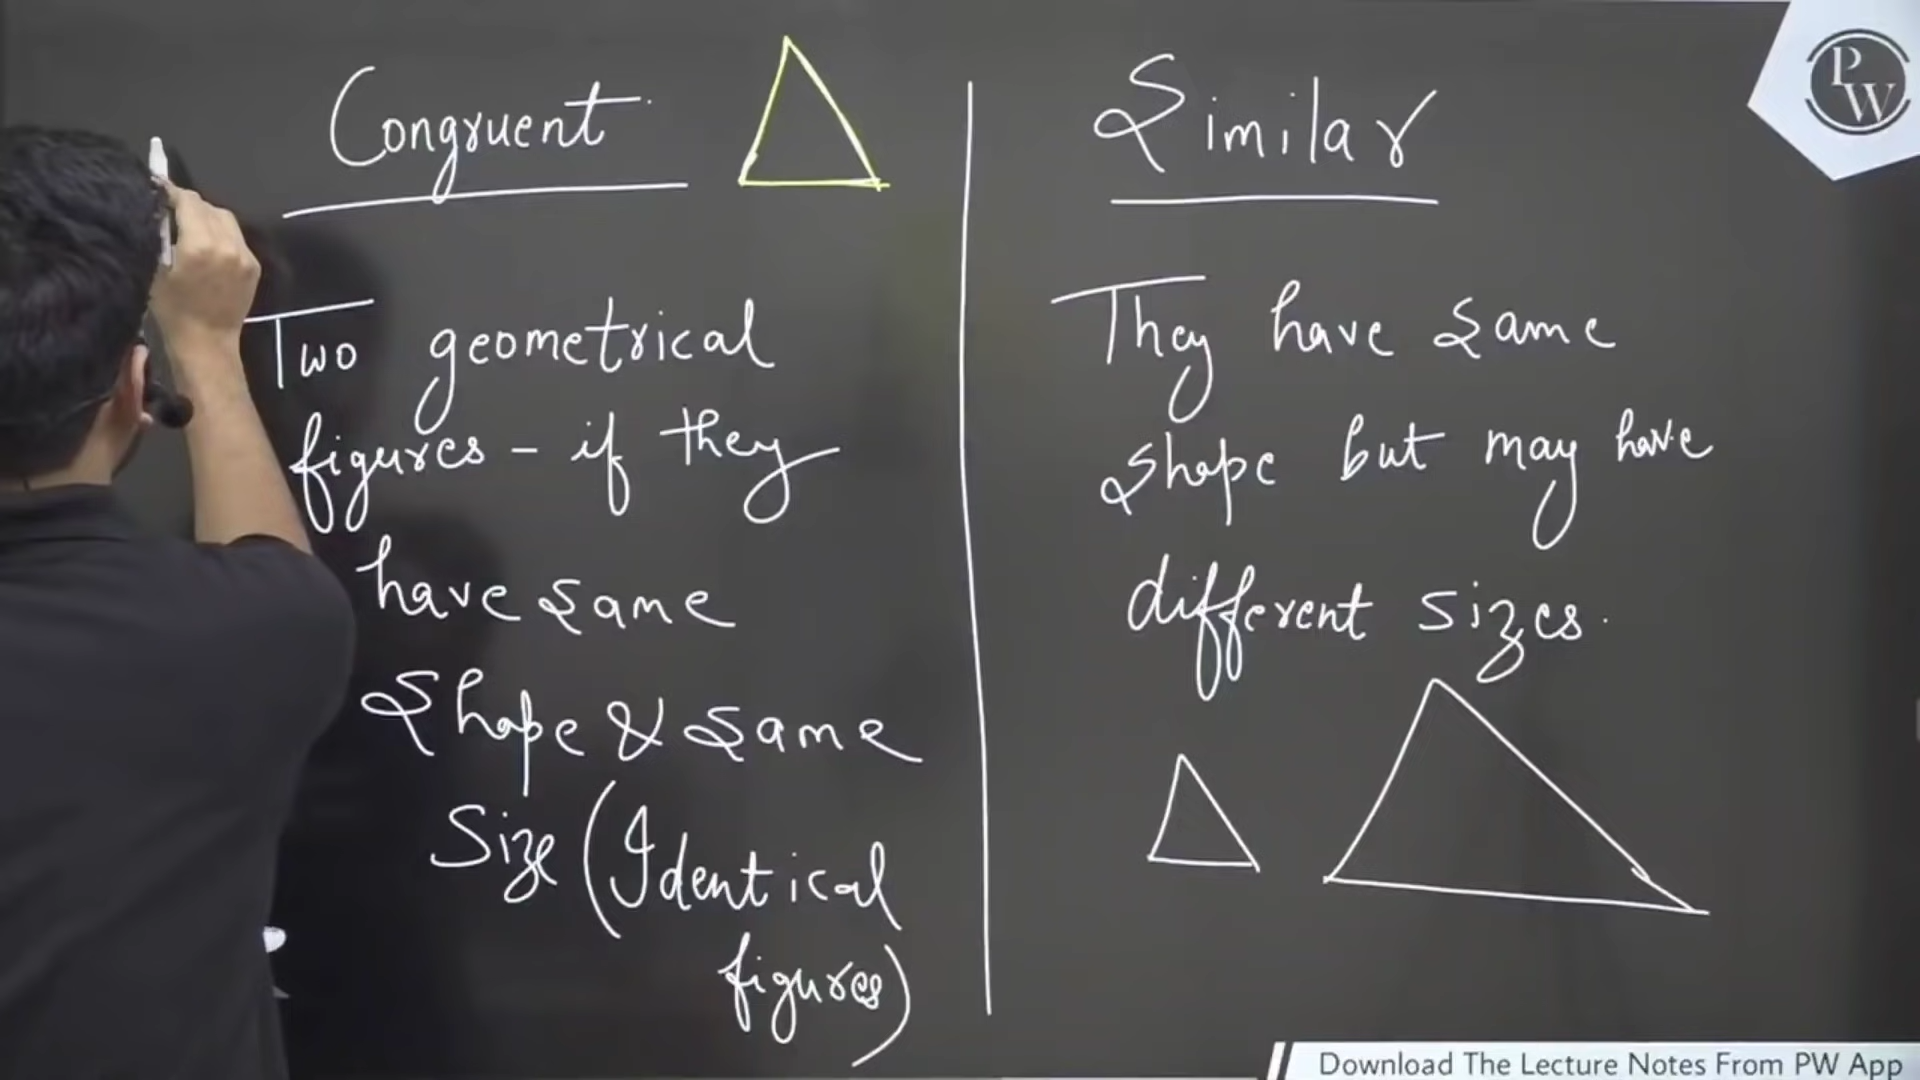 Congruent
Two geometrical
figures - if they
have same
Shape & same
Size (Identical
figures)
Similar
They have same
shape but may have
different sizes.
PW
Download The Lecture Notes From PW App